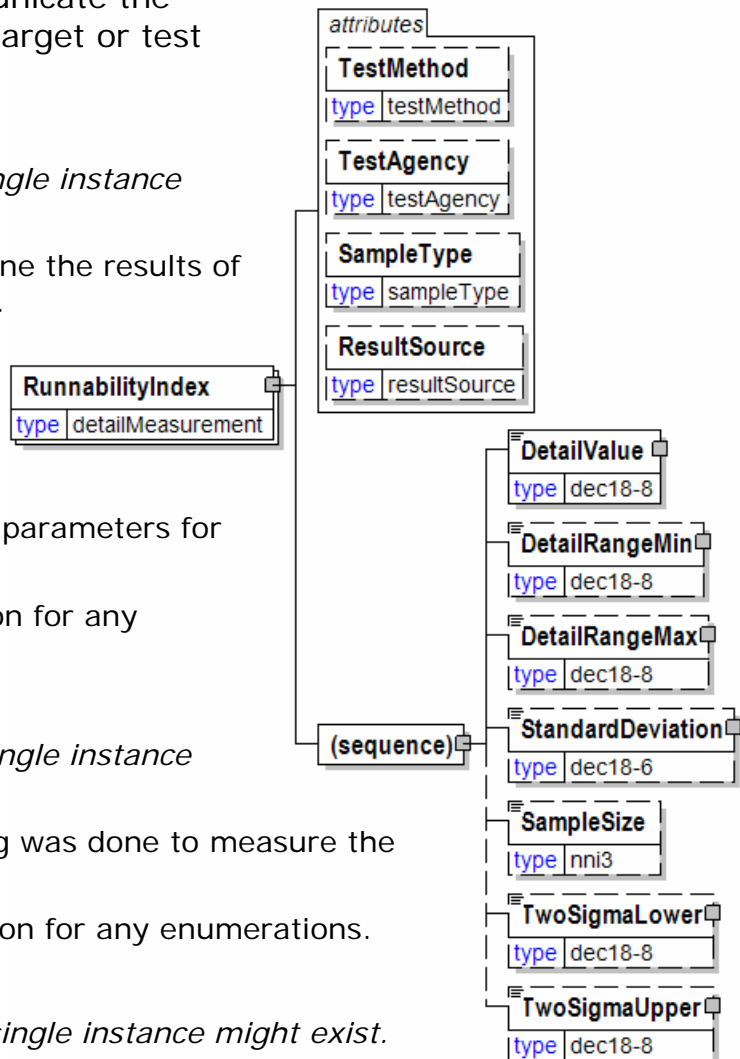 unicate the
arget or test
ngle instance
ne the results of
.
parameters for
on for any
ngle instance
g was done to measure the
on for any enumerations.
single instance might exist.
attributes
TestMethod
type testMethod
TestAgency
type testAgency
SampleType
type sampleType
ResultSource
type resultSource
RunnabilityIndex
type detailMeasurement
(sequence)
DetailValue
type dec18-8
DetailRangeMin
type dec18-8
DetailRangeMax
type dec18-8
StandardDeviation
type dec18-6
SampleSize
type nni3
TwoSigmaLower
type dec18-8
TwoSigmaUpper
type dec18-8